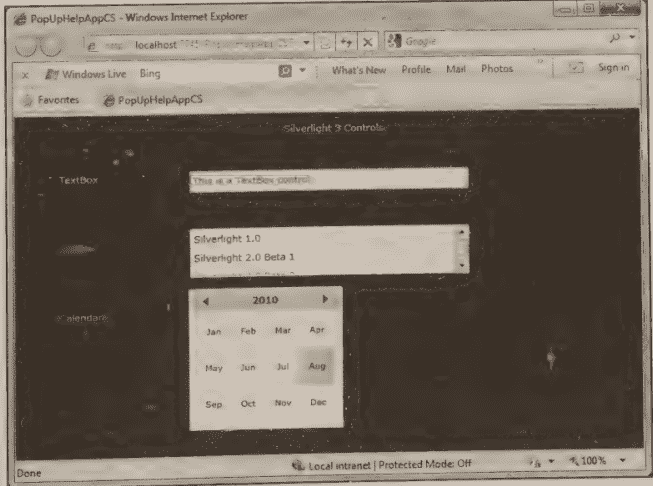 PopUpHelpAppCS - Windows Internet Explorer
localhost
Google
Windows Live Bing What's New Profile Mail Photos Sign in
Favorites PopUpHelpAppCS
Silverlight 3 Controls
TextBox
This is a TextBox control
Silverlight 1.0
Silverlight 2.0 Beta 1
Calendar
2010
Jan Feb Mar Apr
May Jun Jul Aug
Sep Oct Nov Dec
Done Local intranet | Protected Mode: Off 100%